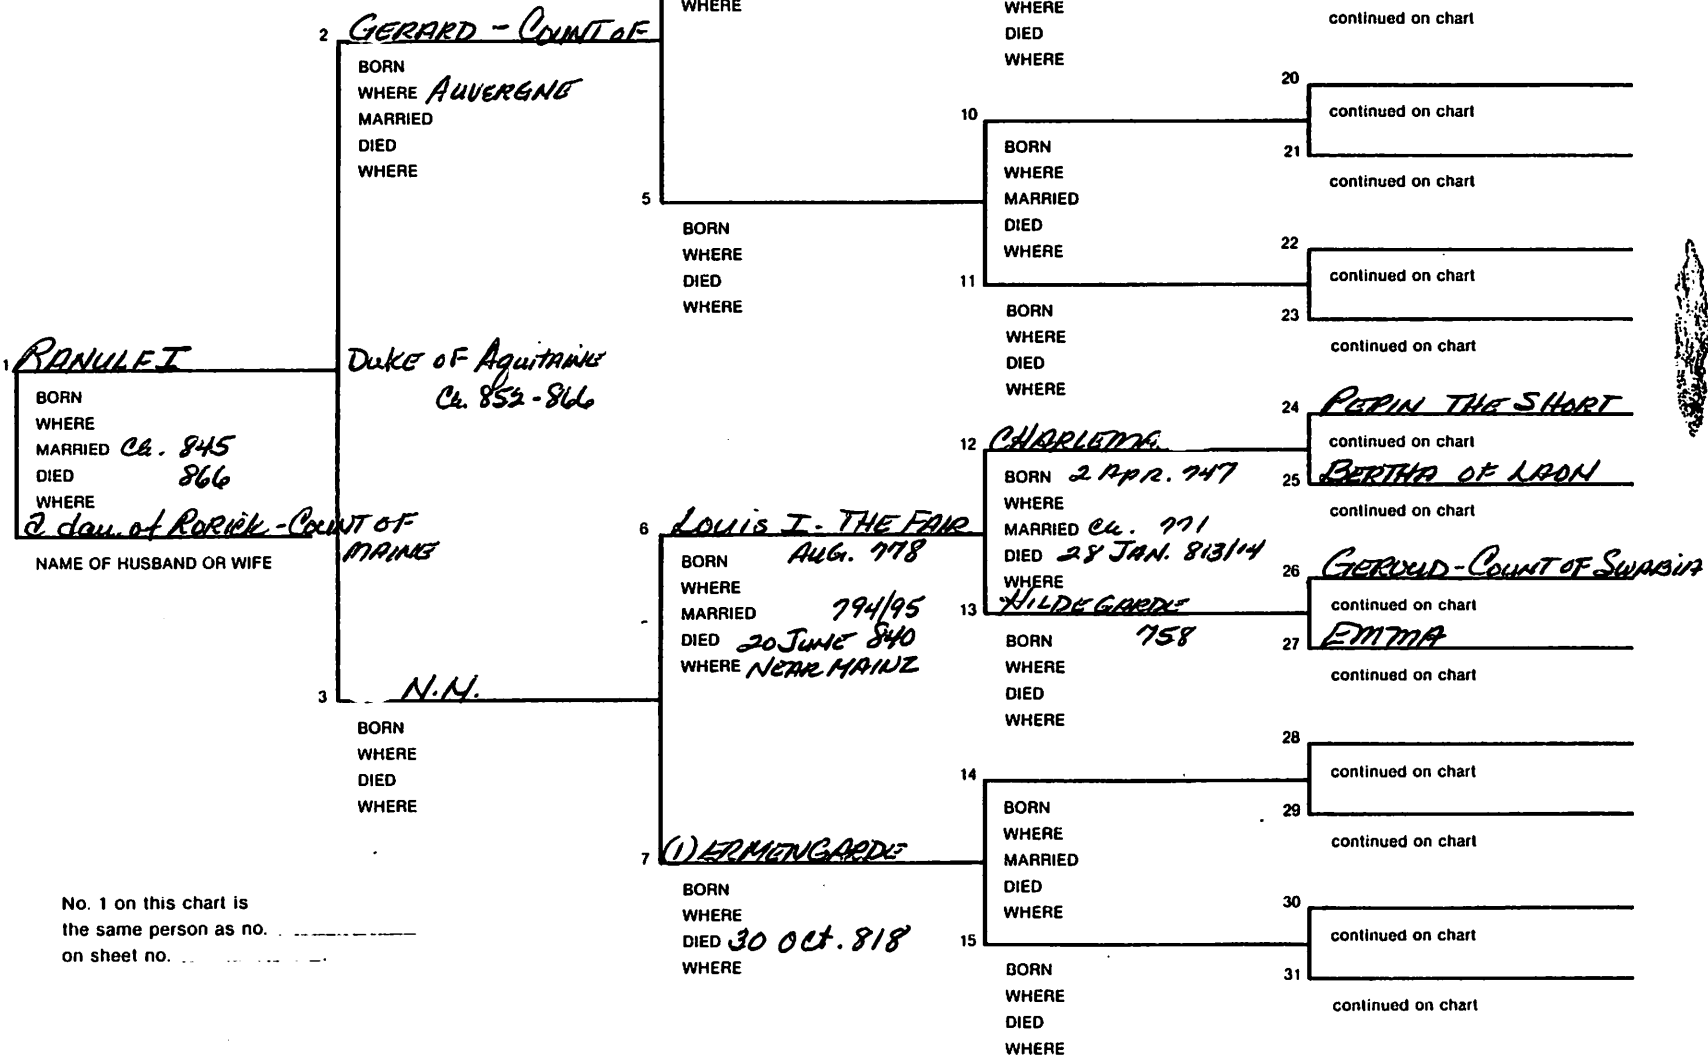 WHERE
WHERE
DIED
WHERE
continued on chart
2 GERARD - COUNT OF
BORN
WHERE AUVERGNE
MARRIED
DIED
WHERE
20
continued on chart
10
BORN
WHERE
MARRIED
DIED
WHERE
21
continued on chart
5
BORN
WHERE
DIED
WHERE
22
continued on chart
11
BORN
WHERE
DIED
WHERE
23
continued on chart
1 RANULF I
BORN
WHERE
MARRIED Ca. 845
DIED 866
WHERE
a dau. of RORICK - COUNT OF
MAINE
NAME OF HUSBAND OR WIFE
DUKE OF AQUITAINE
Ca. 852-866
24 PEPIN THE SHORT
continued on chart
25 BERTHA OF LAON
continued on chart
12 CHARLEMA
BORN 2 APR. 747
WHERE
MARRIED Ca. 771
DIED 28 JAN. 813/14
WHERE
6 LOUIS I - THE FAIR
BORN AUG. 778
WHERE
MARRIED 794/95
DIED 20 JUNE 840
WHERE NEAR MAINZ
13 HILDEGARDE
BORN 758
WHERE
DIED
WHERE
26 GEROUD - COUNT OF SWABIA
continued on chart
27 EMMA
continued on chart
3 N.N.
BORN
WHERE
DIED
WHERE
28
continued on chart
14
BORN
WHERE
MARRIED
DIED
WHERE
29
continued on chart
7 (1) ERMENGARDE
BORN
WHERE
DIED 30 OCT. 818
WHERE
30
continued on chart
15
BORN
WHERE
DIED
WHERE
31
continued on chart
No. 1 on this chart is
the same person as no.
on sheet no.